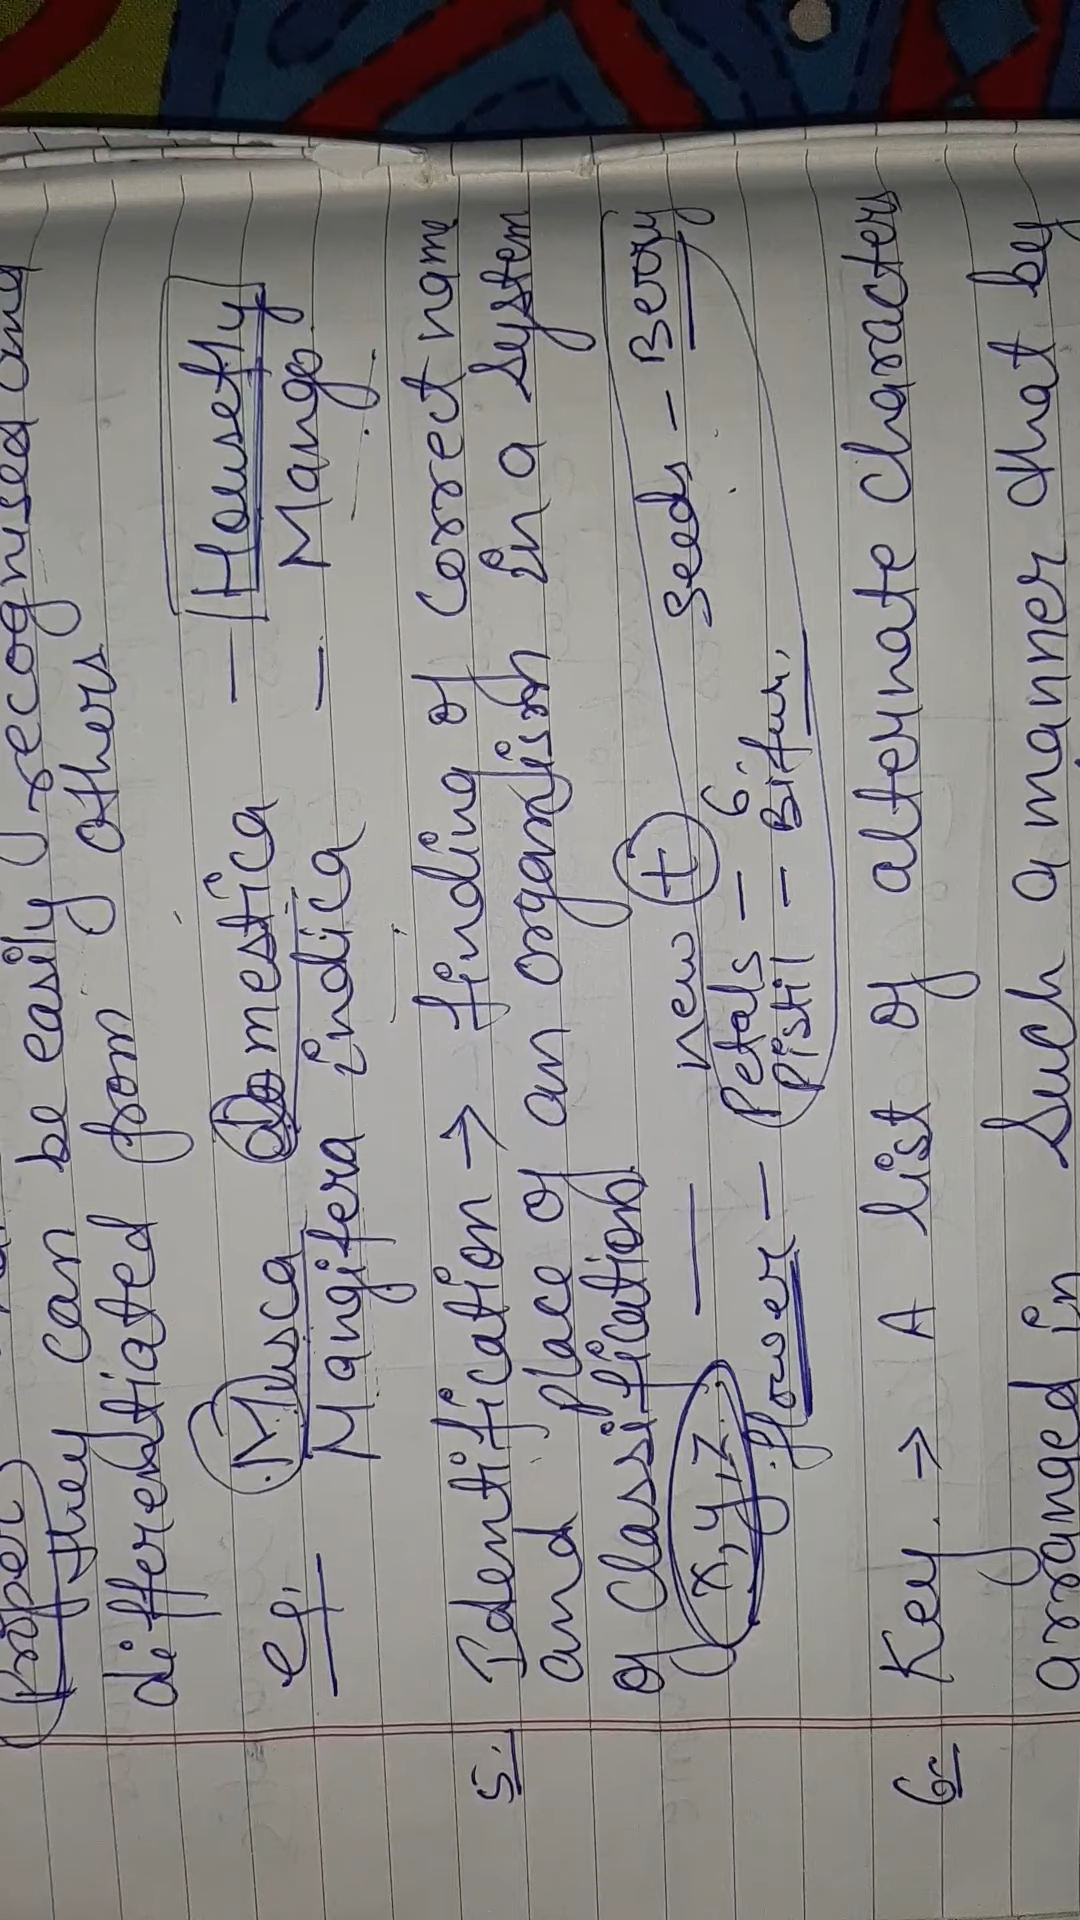 proper they can be easily recognised and
differentiated from others
eg. Musca domestica — Housefly
Mangifera indica — Mango
5. Identification → finding of correct name
and place of an organism in a system
of classification
x, y, z — new + Seeds - Berry
flower - Petals - 6
Pistil - Bifur.
6. Key → A list of alternate characters
arranged in such a manner that by